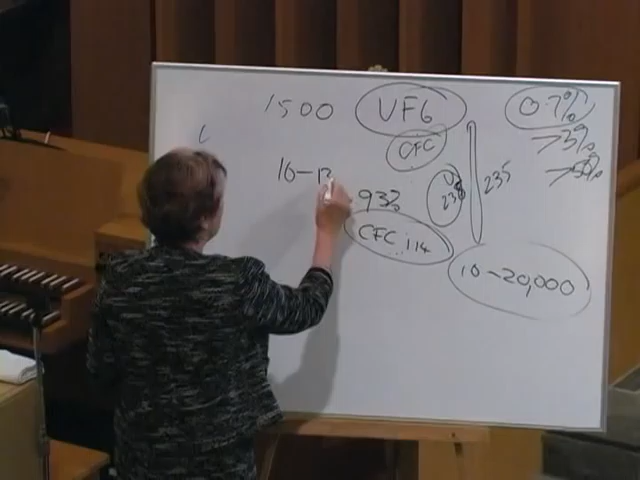 1500 UF6 0.7%
CFC →3%
10-12
93% U 238 235
CFC 114
10-20,000